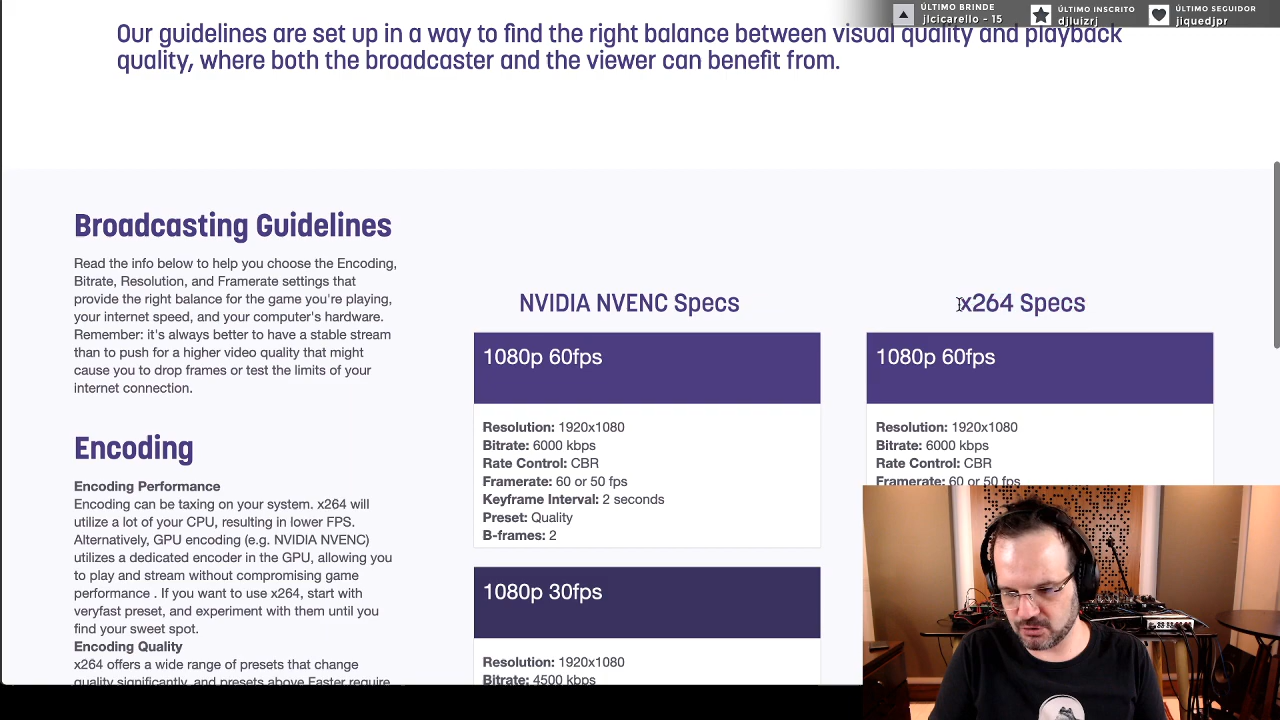 ÚLTIMO BRINDE
jlcicarello - 15
ÚLTIMO INSCRITO
djluizrj
ÚLTIMO SEGUIDOR
jiquedjpr
Our guidelines are set up in a way to find the right balance between visual quality and playback
quality, where both the broadcaster and the viewer can benefit from.
Broadcasting Guidelines
Read the info below to help you choose the Encoding,
Bitrate, Resolution, and Framerate settings that
provide the right balance for the game you're playing,
your internet speed, and your computer's hardware.
Remember: it's always better to have a stable stream
than to push for a higher video quality that might
cause you to drop frames or test the limits of your
internet connection.
Encoding
Encoding Performance
Encoding can be taxing on your system. x264 will
utilize a lot of your CPU, resulting in lower FPS.
Alternatively, GPU encoding (e.g. NVIDIA NVENC)
utilizes a dedicated encoder in the GPU, allowing you
to play and stream without compromising game
performance . If you want to use x264, start with
veryfast preset, and experiment with them until you
find your sweet spot.
Encoding Quality
x264 offers a wide range of presets that change
quality significantly, and presets above Faster require
NVIDIA NVENC Specs
1080p 60fps
Resolution: 1920x1080
Bitrate: 6000 kbps
Rate Control: CBR
Framerate: 60 or 50 fps
Keyframe Interval: 2 seconds
Preset: Quality
B-frames: 2
1080p 30fps
Resolution: 1920x1080
Bitrate: 4500 kbps
x264 Specs
1080p 60fps
Resolution: 1920x1080
Bitrate: 6000 kbps
Rate Control: CBR
Framerate: 60 or 50 fps